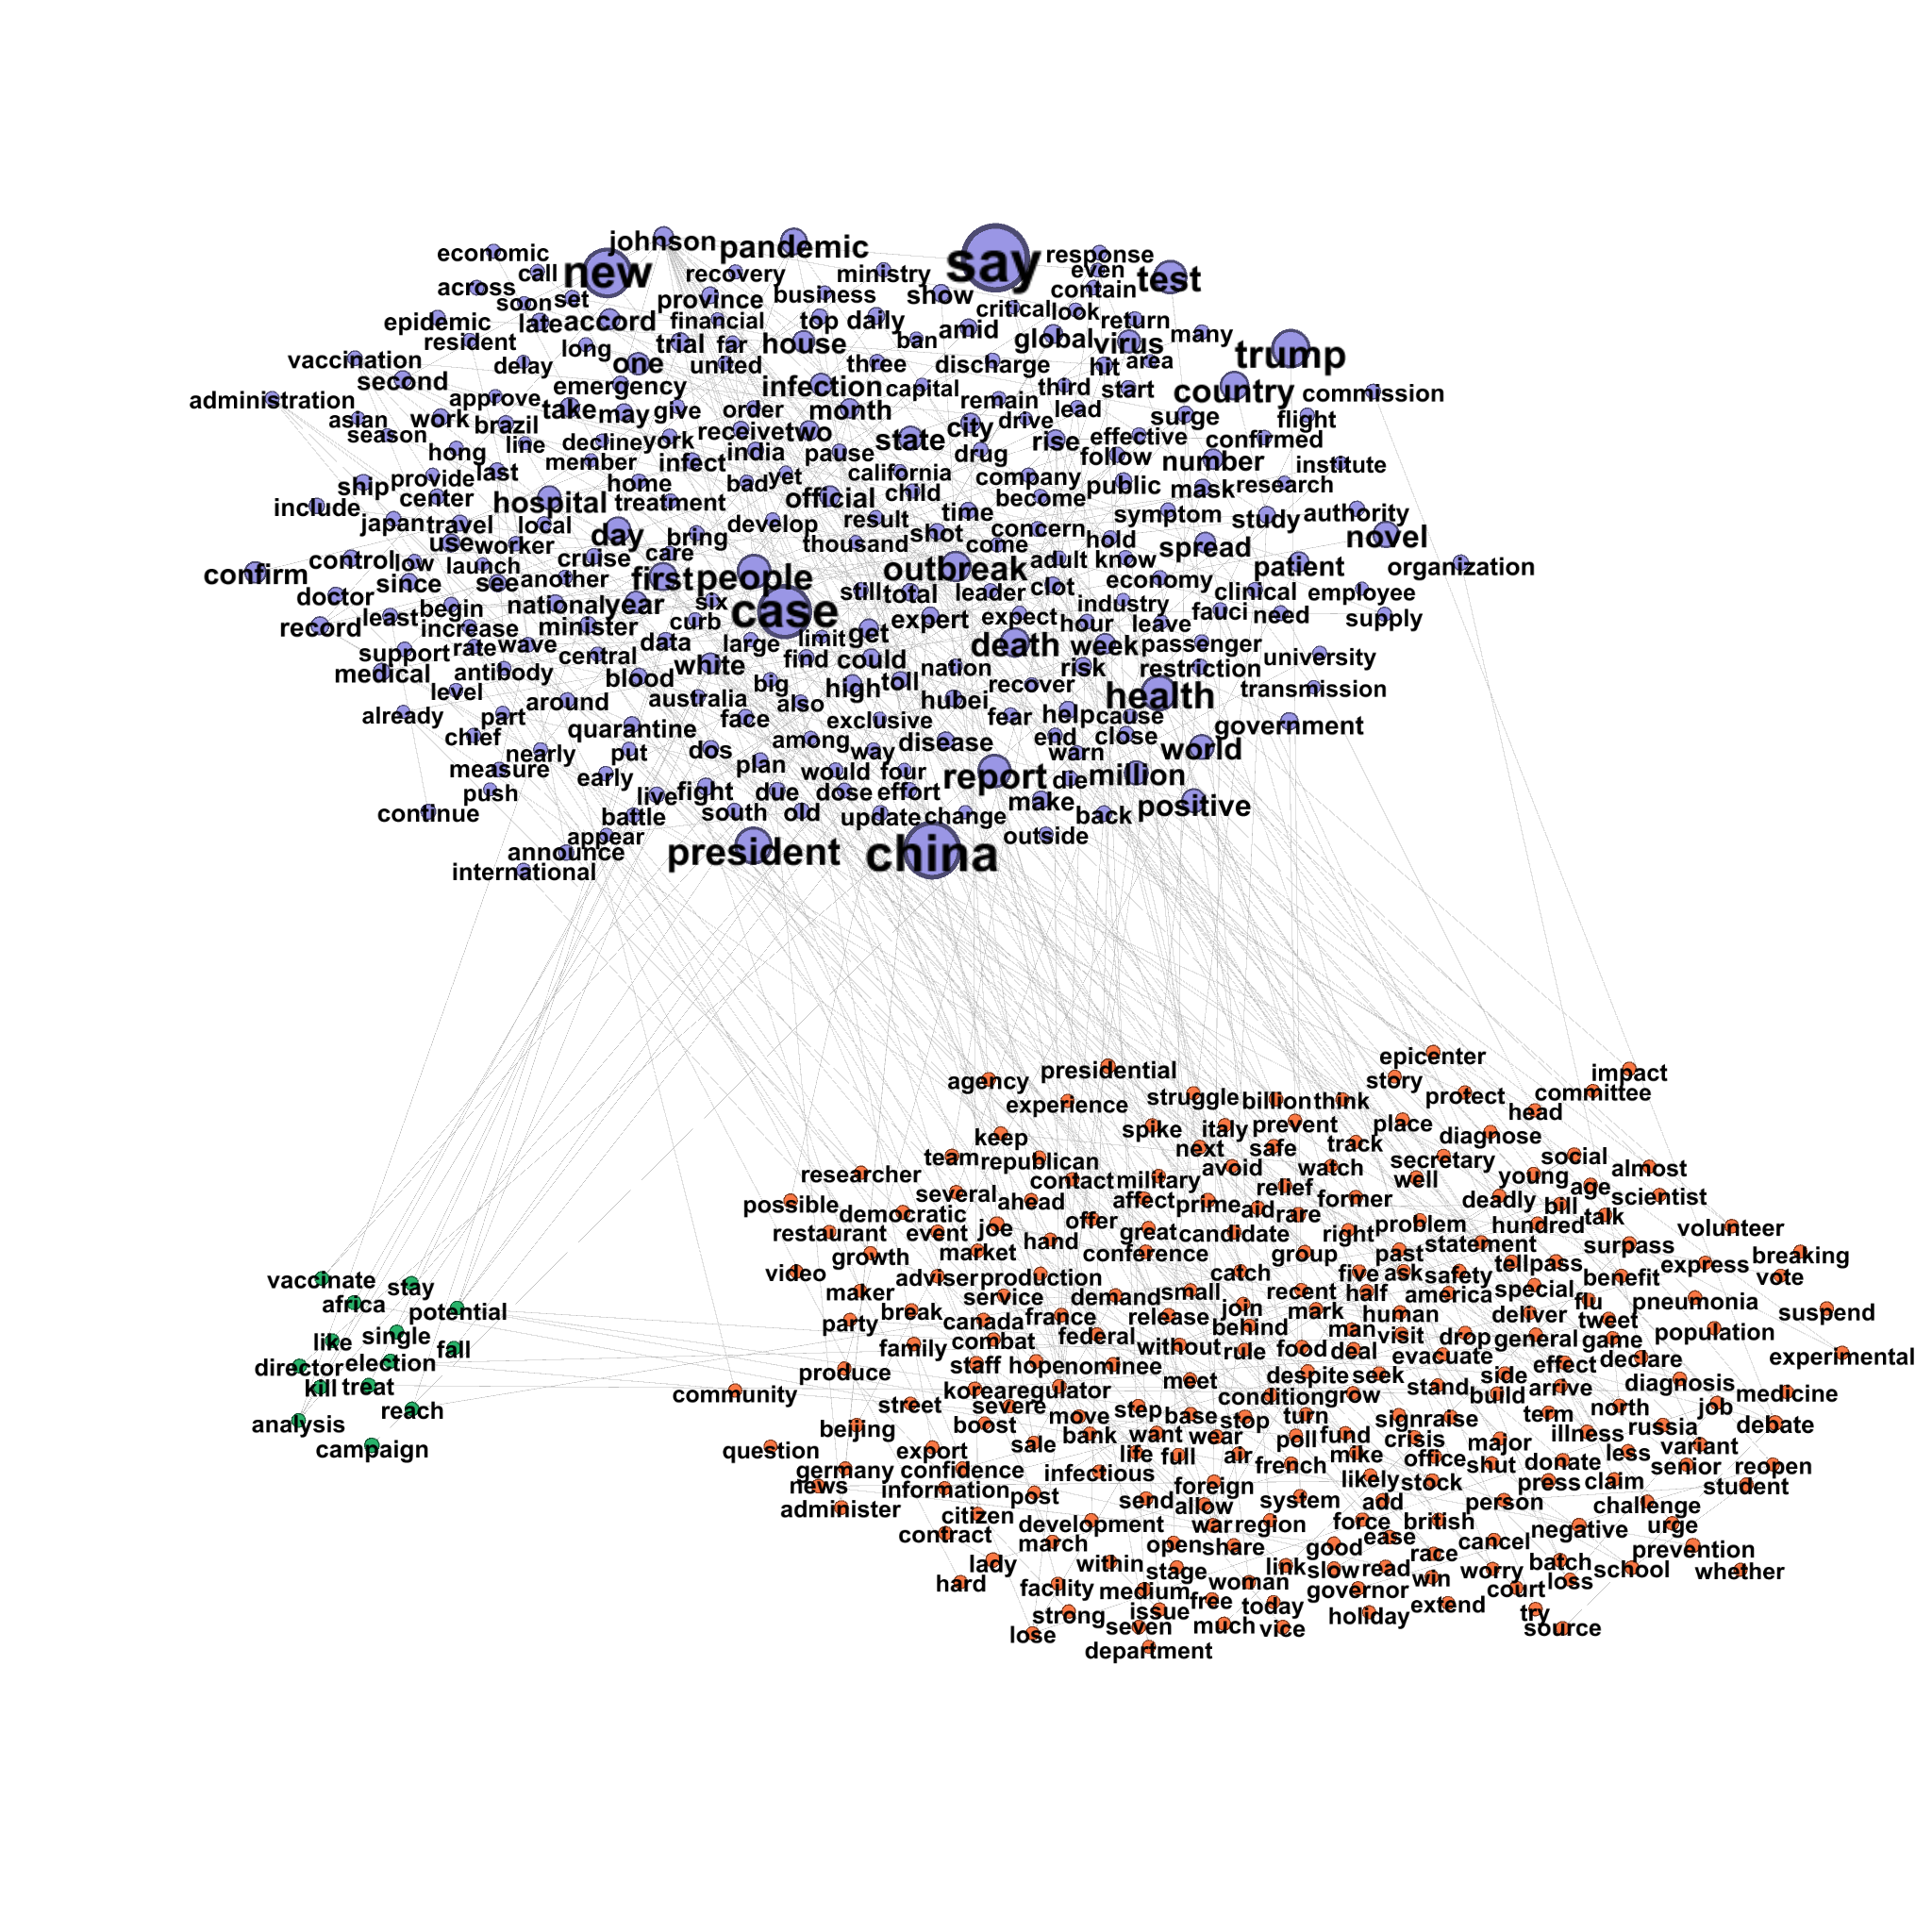 johnson
pandemic
say
response
economic
call
new
recovery
ministry
even
test
across
soon
set
province
business
show
contain
epidemic
late
accord
financial
top
daily
amid
critical
look
return
many
resident
long
trial
far
house
ban
global
virus
trump
vaccination
delay
one
united
three
discharge
hit
area
second
emergency
infection
capital
third
start
country
commission
administration
approve
take
may
give
order
month
remain
lead
surge
flight
asian
work
brazil
receive
two
city
drive
season
line
decline
york
india
pause
state
rise
effective
confirmed
hong
member
infect
drug
follow
number
institute
ship
provide
last
home
bad
yet
california
company
public
mask
research
include
center
hospital
treatment
official
child
become
japan
travel
local
develop
result
time
symptom
study
authority
use
worker
day
bring
thousand
shot
concern
hold
novel
control
low
launch
cruise
care
come
adult
know
spread
confirm
since
see
another
first
people
outbreak
economy
patient
organization
doctor
begin
national
year
six
case
still
total
leader
clot
industry
clinical
employee
record
least
increase
minister
curb
expert
expect
hour
leave
fauci
need
supply
support
rate
wave
central
data
large
limit
get
death
week
passenger
medical
antibody
blood
white
find
could
nation
risk
restriction
university
level
around
australia
big
also
high
toll
hubei
recover
health
transmission
already
part
quarantine
face
exclusive
fear
help
cause
government
chief
nearly
put
dos
among
way
disease
end
close
warn
world
measure
early
plan
would
four
report
die
million
push
live
fight
due
dose
effort
make
positive
continue
battle
south
old
update
change
back
appear
outside
announce
president
china
international
epicenter
agency
presidential
story
impact
experience
struggle
billion
think
protect
committee
head
spike
italy
prevent
place
keep
next
safe
track
diagnose
team
republican
avoid
watch
secretary
social
almost
researcher
contact
military
relief
well
young
age
possible
several
ahead
affect
prime
aid
rare
former
deadly
bill
scientist
democratic
offer
problem
hundred
talk
restaurant
event
joe
great
candidate
right
volunteer
growth
market
hand
conference
group
past
statement
surpass
breaking
video
adviser
production
catch
five
ask
safety
tell
pass
express
vaccinate
stay
benefit
vote
maker
service
demand
small
recent
half
america
special
africa
potential
party
break
canada
france
release
join
mark
human
deliver
flu
pneumonia
suspend
like
single
family
combat
federal
behind
man
visit
drop
general
tweet
game
population
fall
without
rule
food
deal
evacuate
director
election
produce
staff
hope
nominee
side
effect
declare
experimental
kill
treat
community
korea
regulator
meet
condition
despite
seek
grow
stand
build
arrive
diagnosis
medicine
reach
street
severe
move
step
base
stop
turn
sign
raise
term
north
job
analysis
beijing
boost
bank
want
wear
poll
fund
crisis
illness
russia
debate
campaign
question
export
sale
life
full
air
mike
office
major
less
variant
germany
confidence
infectious
french
likely
stock
shut
donate
senior
reopen
news
information
post
foreign
press
claim
student
administer
citizen
send
allow
system
add
person
challenge
contract
development
war
region
force
british
negative
urge
march
open
share
good
ease
cancel
prevention
lady
within
stage
link
slow
read
race
worry
batch
school
whether
hard
facility
medium
woman
governor
win
court
loss
strong
issue
free
today
holiday
extend
try
lose
seven
much
vice
source
department